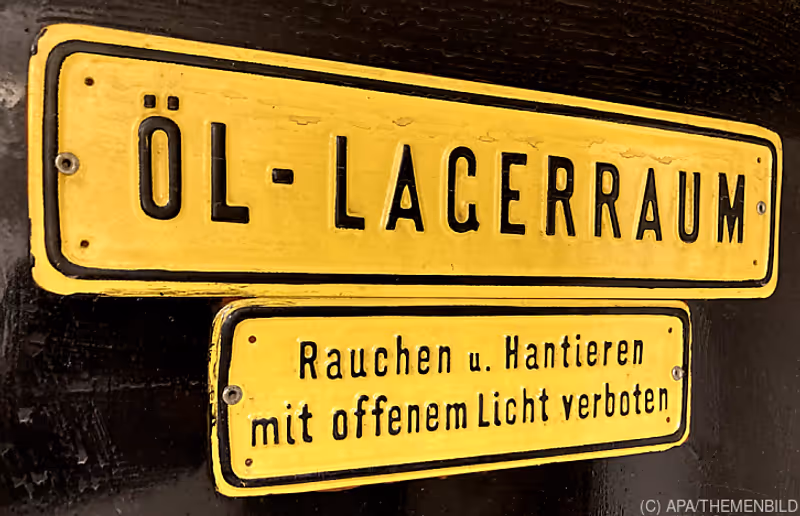 ÖL-LAGERRAUM
Rauchen u. Hantieren
mit offenem Licht verboten
(C) APA/THEMENBILD